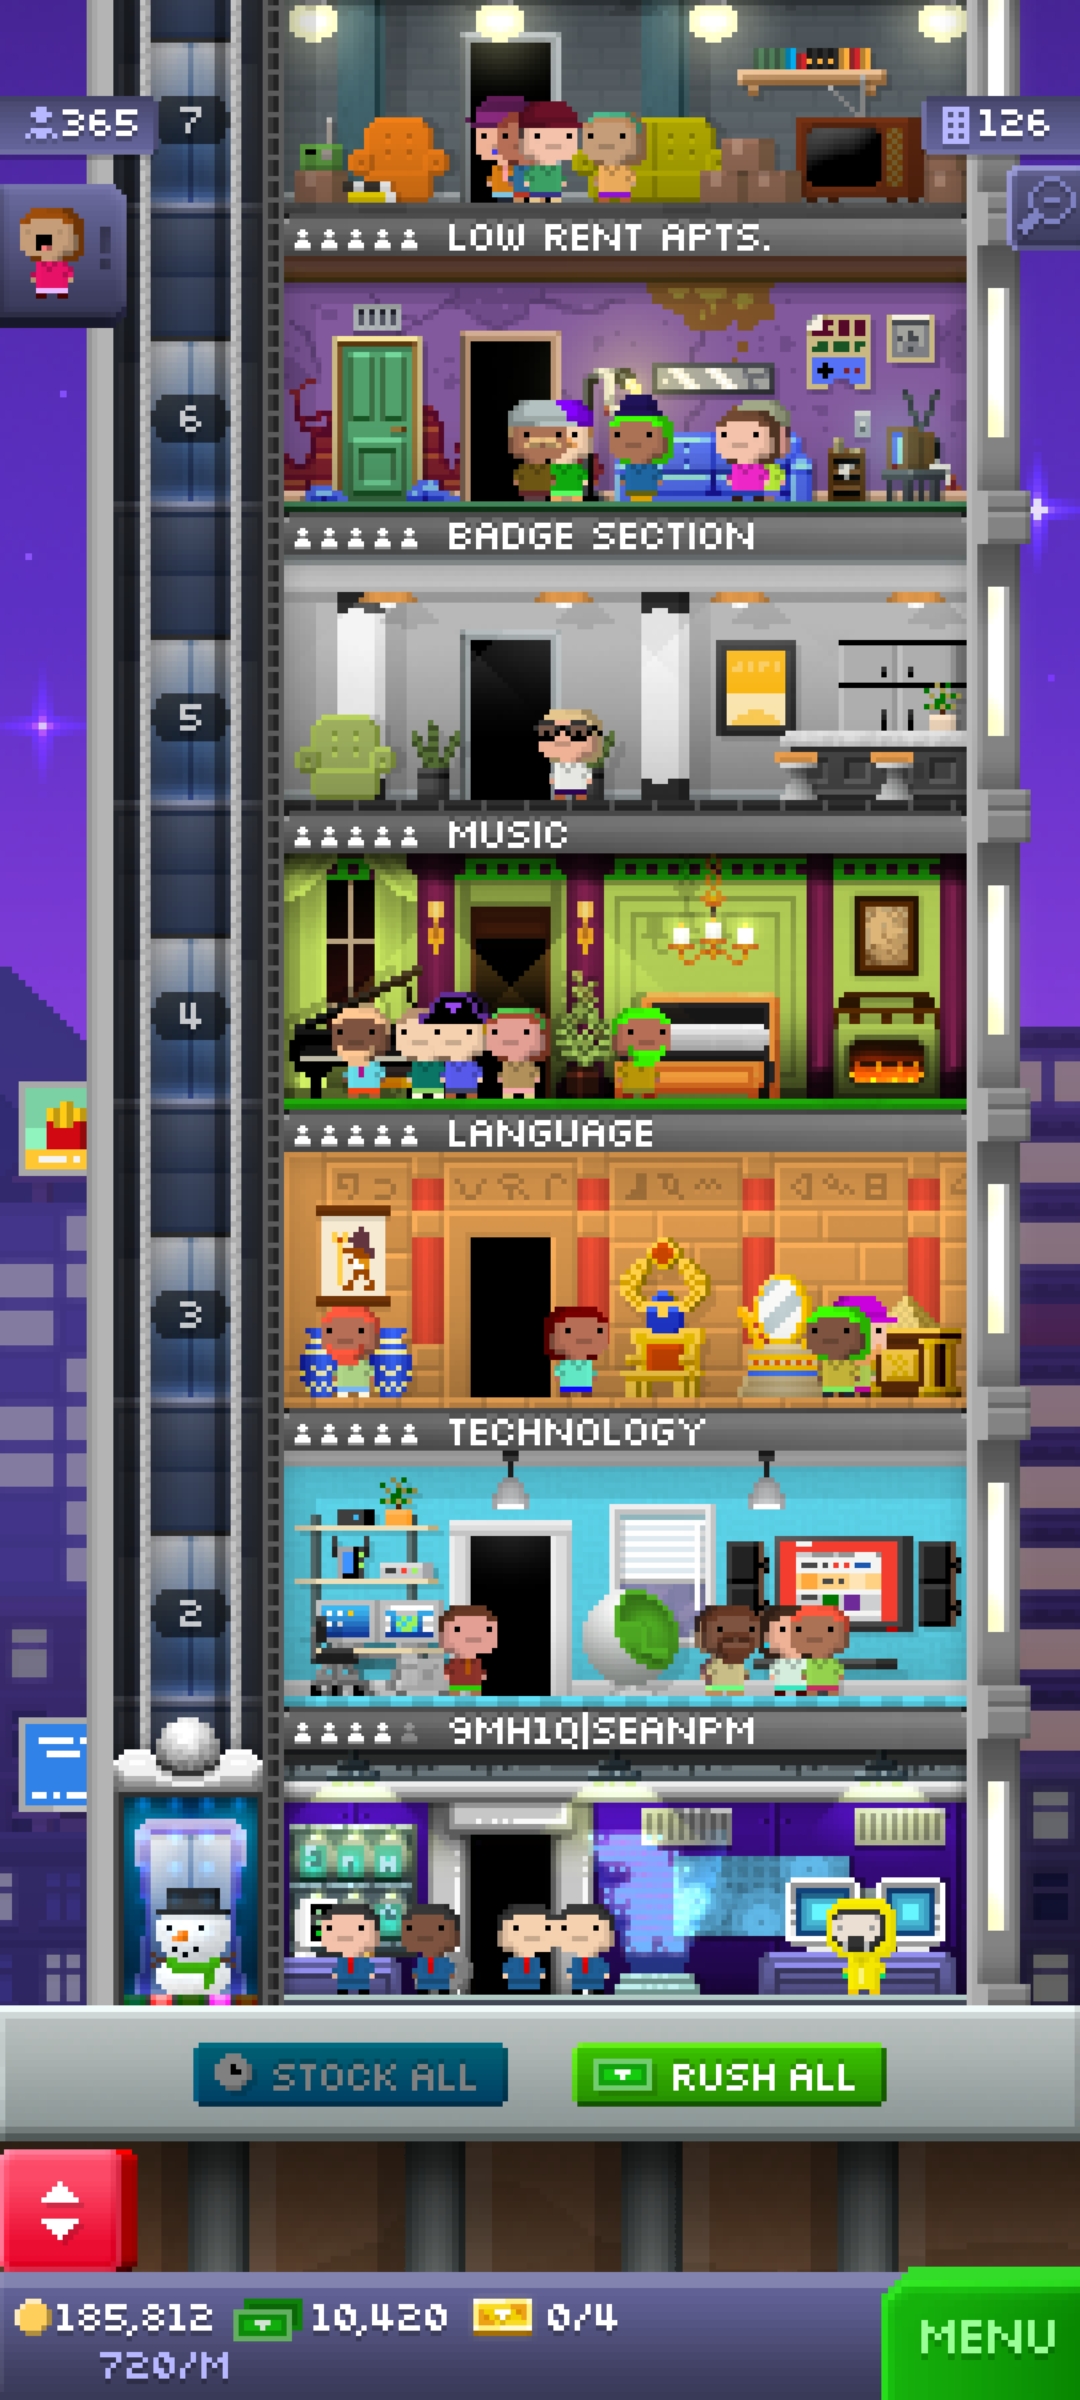 365
7
126
LOW RENT APTS.
6
BADGE SECTION
5
MUSIC
4
LANGUAGE
3
TECHNOLOGY
2
9MH1Q|SEANPM
STOCK ALL
RUSH ALL
185,812
10,420
0/4
720/M
MENU